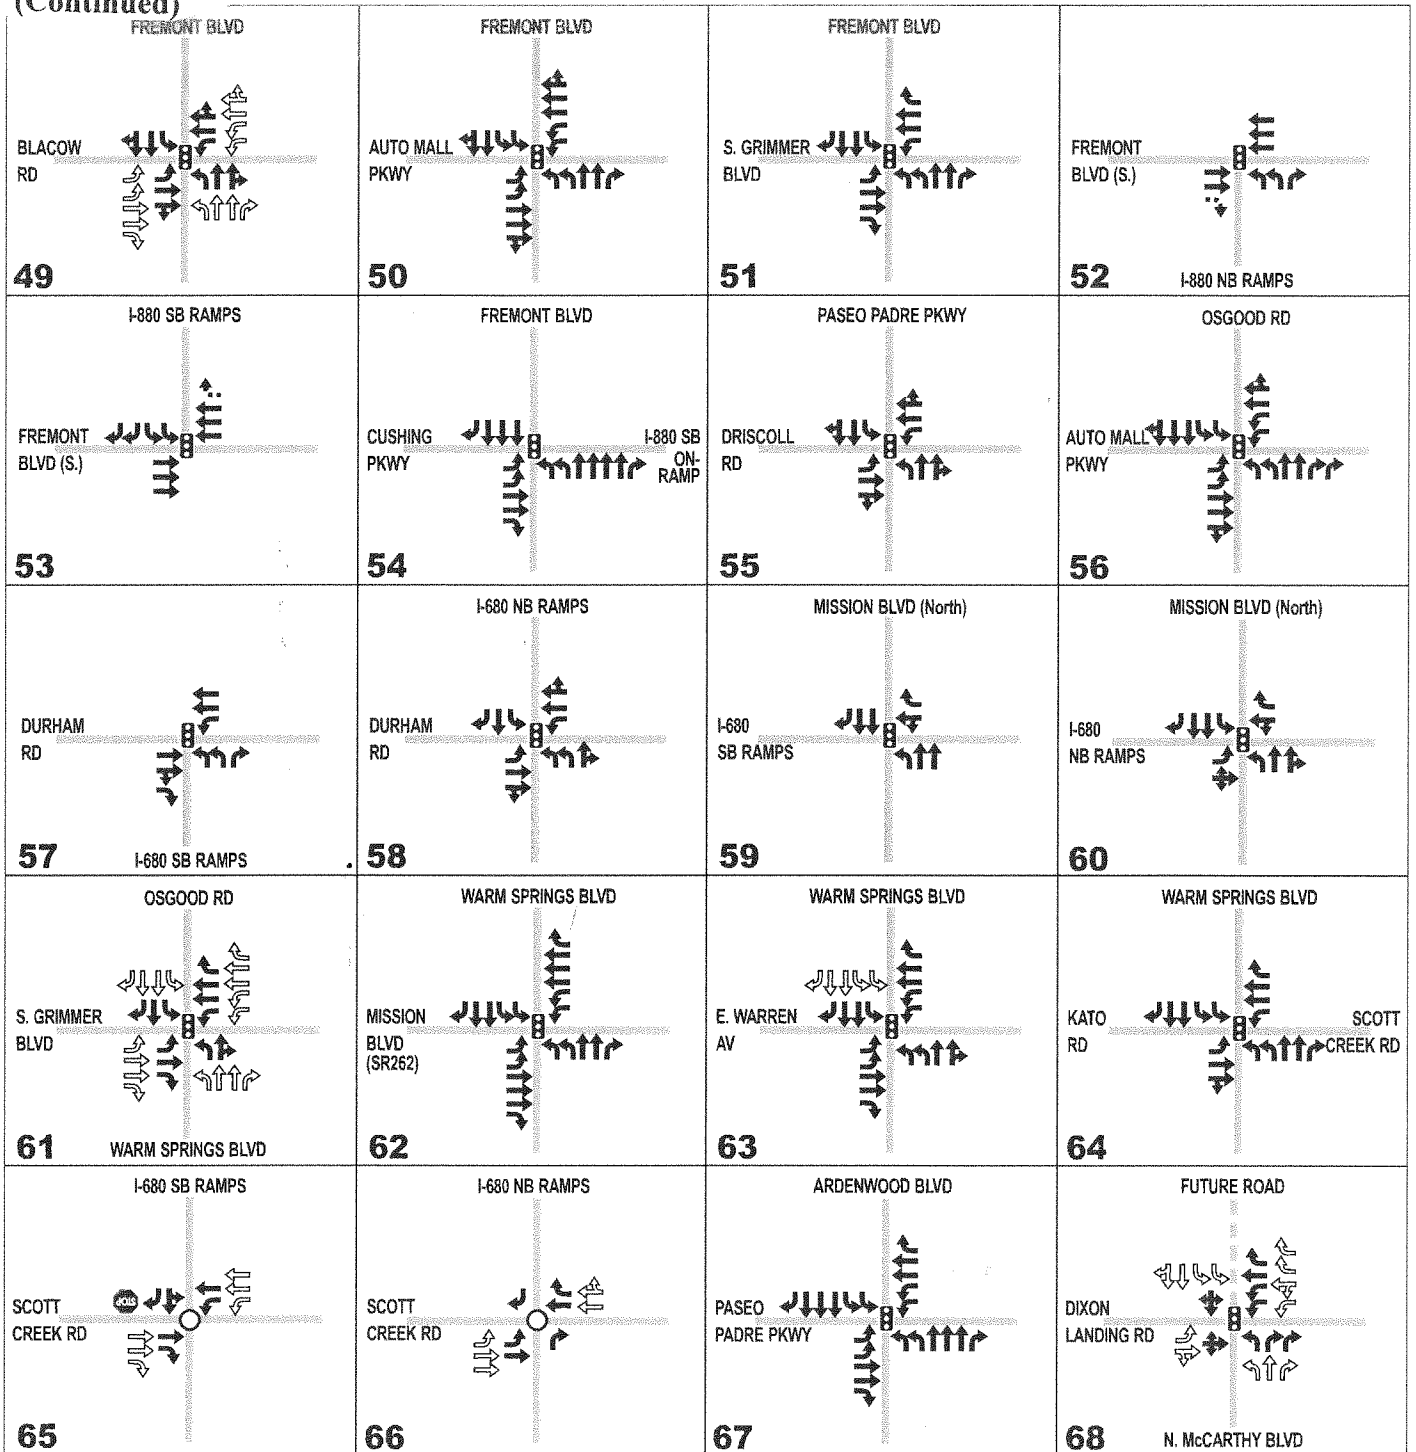 (Continued)
FREMONT BLVD
BLACOW
RD
49
FREMONT BLVD
AUTO MALL
PKWY
50
FREMONT BLVD
S. GRIMMER
BLVD
51
FREMONT
BLVD (S.)
52
I-880 NB RAMPS
I-880 SB RAMPS
FREMONT
BLVD (S.)
53
FREMONT BLVD
CUSHING
PKWY
I-880 SB
ON-
RAMP
54
PASEO PADRE PKWY
DRISCOLL
RD
55
OSGOOD RD
AUTO MALL
PKWY
56
DURHAM
RD
57
I-680 SB RAMPS
I-680 NB RAMPS
DURHAM
RD
58
MISSION BLVD (North)
I-680
SB RAMPS
59
MISSION BLVD (North)
I-680
NB RAMPS
60
OSGOOD RD
S. GRIMMER
BLVD
61
WARM SPRINGS BLVD
WARM SPRINGS BLVD
MISSION
BLVD
(SR262)
62
WARM SPRINGS BLVD
E. WARREN
AV
63
WARM SPRINGS BLVD
KATO
RD
SCOTT
CREEK RD
64
I-680 SB RAMPS
STOP
SCOTT
CREEK RD
65
I-680 NB RAMPS
SCOTT
CREEK RD
66
ARDENWOOD BLVD
PASEO
PADRE PKWY
67
FUTURE ROAD
DIXON
LANDING RD
68
N. McCARTHY BLVD